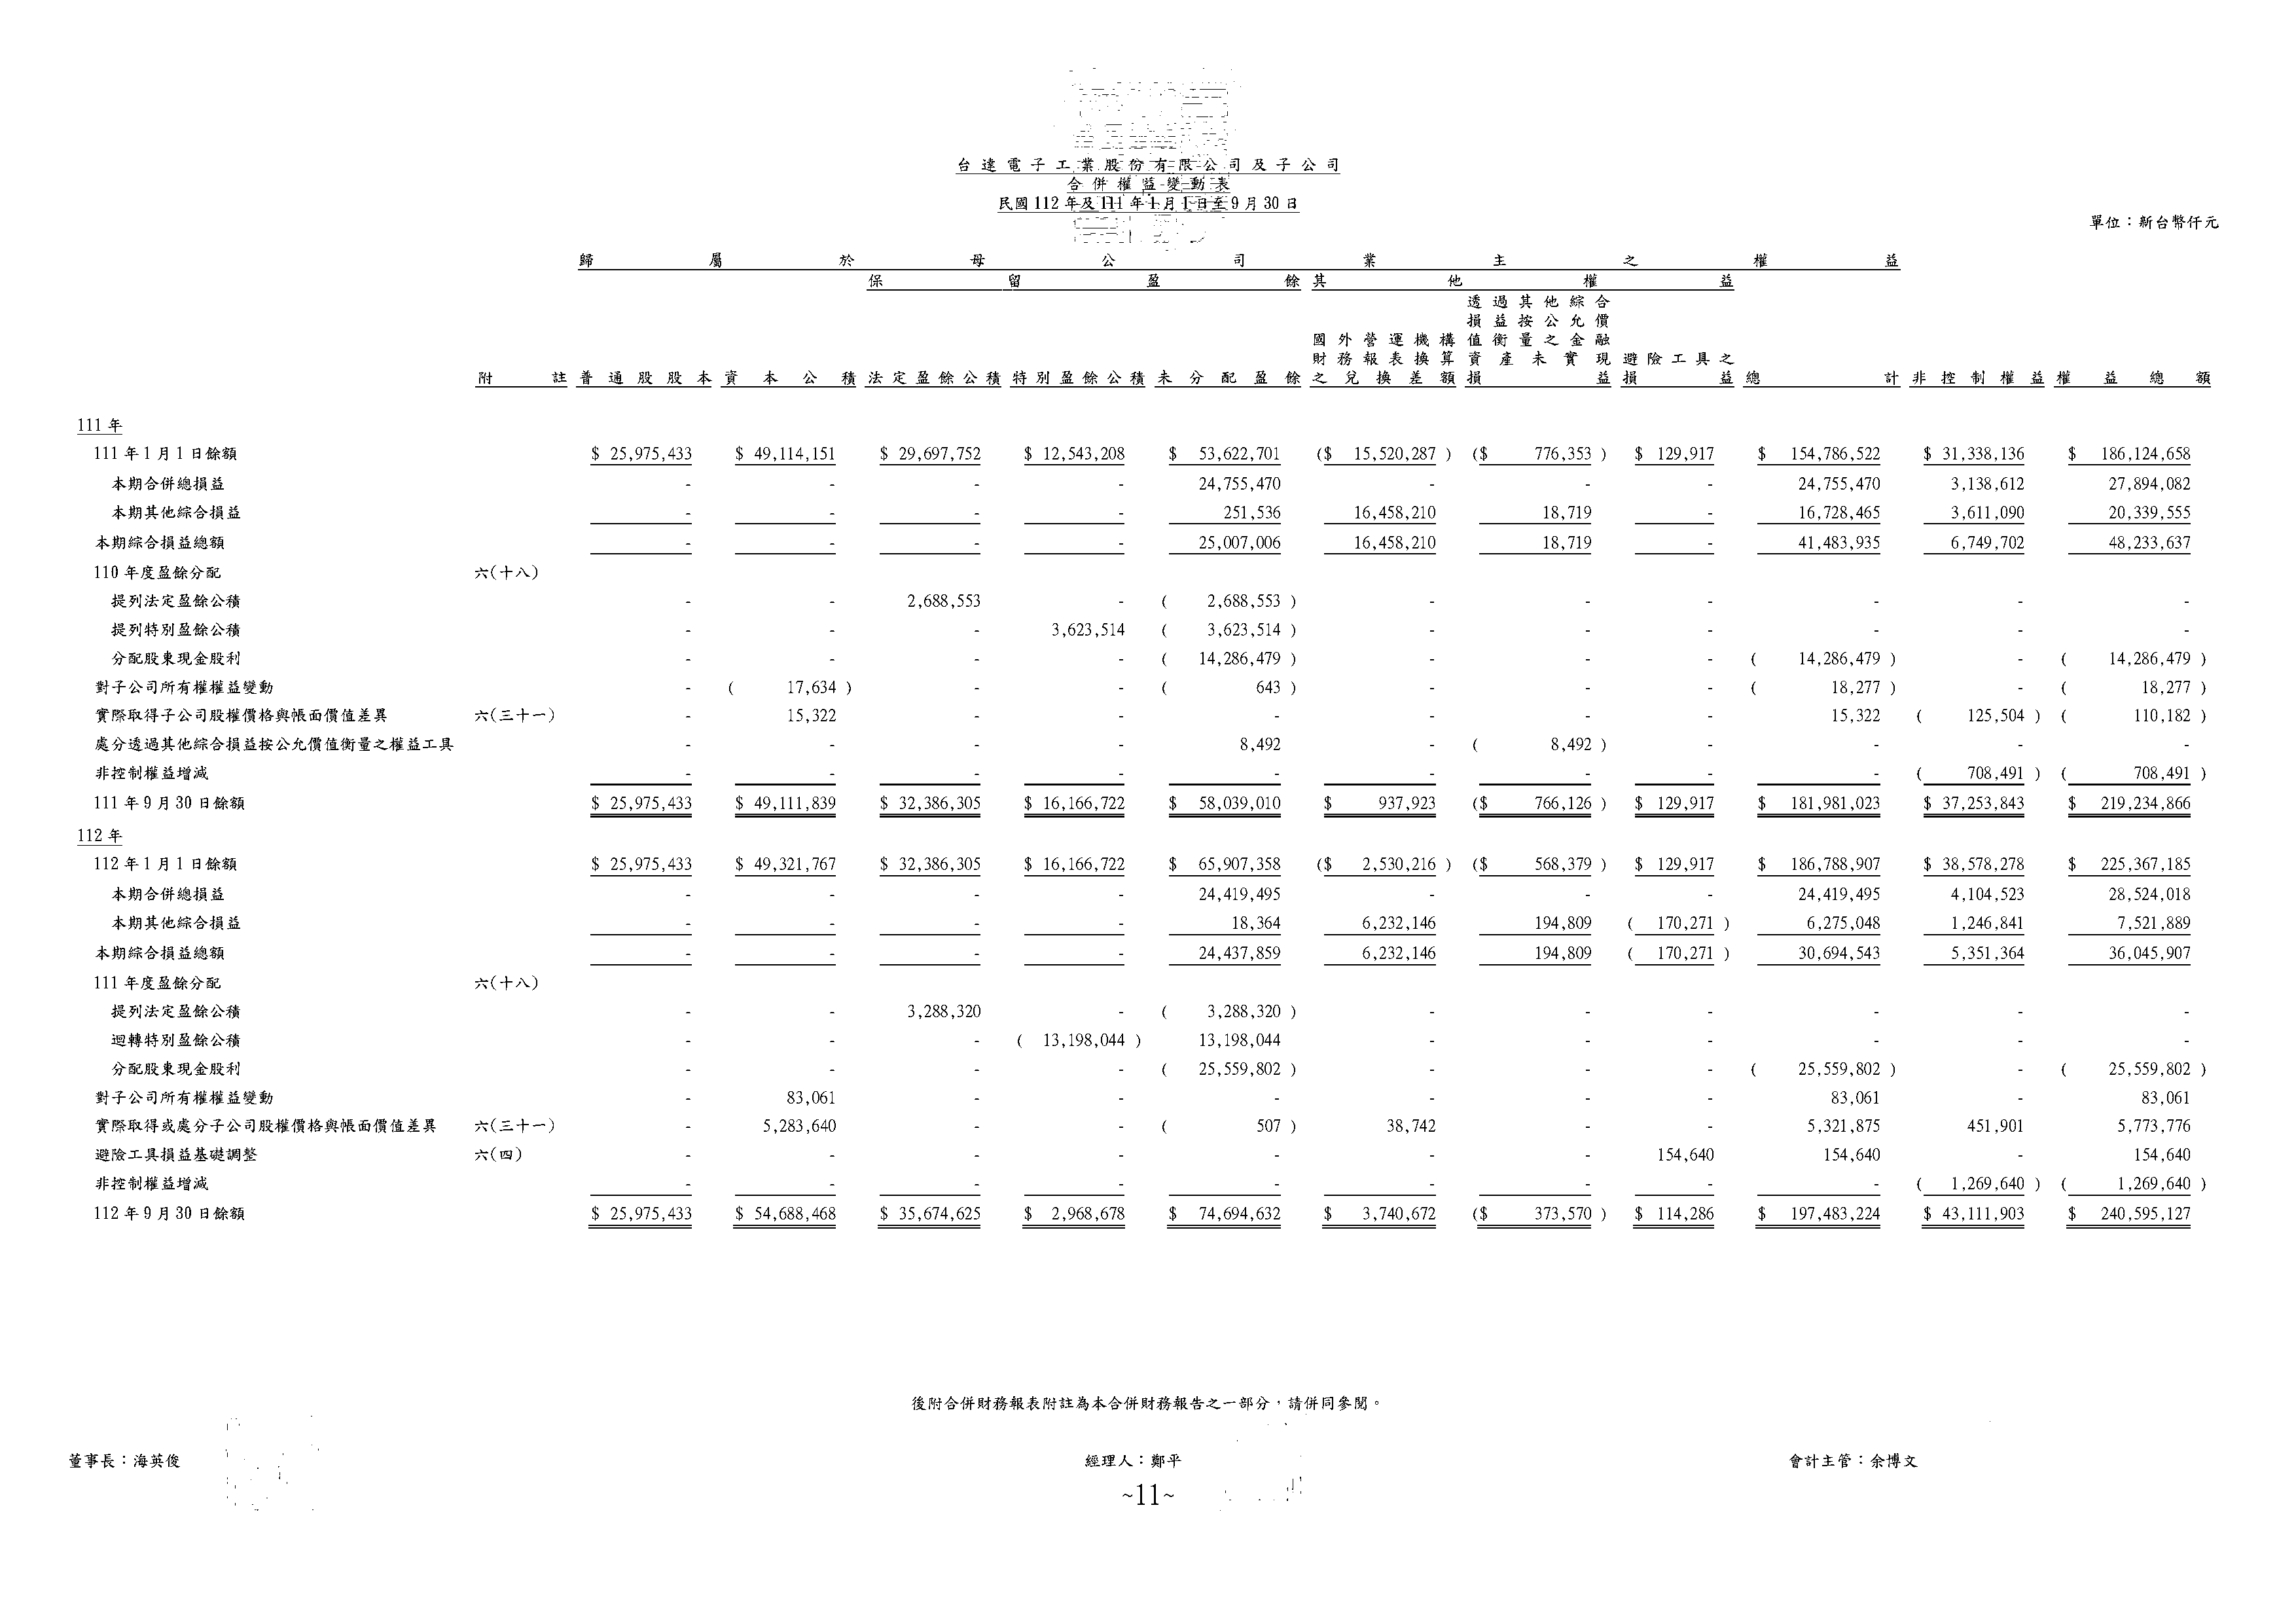 台達電子工業股份有限公司及子公司
合併權益變動表
民國112年及111年1月1日至9月30日
單位：新台幣仟元
歸屬於母公司業主之權益
保留盈餘 其他權益
附註 普通股股本 資本公積 法定盈餘公積 特別盈餘公積 未分配盈餘 國外營運機構財務報表換算之兌換差額 透過其他綜合損益按公允價值衡量之金融資產未實現損益 避險工具之損益 總計 非控制權益 權益總額
111年
111年1月1日餘額 $ 25,975,433 $ 49,114,151 $ 29,697,752 $ 12,543,208 $ 53,622,701 ($ 15,520,287 ) ($ 776,353 ) $ 129,917 $ 154,786,522 $ 31,338,136 $ 186,124,658
本期合併總損益 - - - - 24,755,470 - - - 24,755,470 3,138,612 27,894,082
本期其他綜合損益 - - - - 251,536 16,458,210 18,719 - 16,728,465 3,611,090 20,339,555
本期綜合損益總額 - - - - 25,007,006 16,458,210 18,719 - 41,483,935 6,749,702 48,233,637
110年度盈餘分配 六(十八)
提列法定盈餘公積 - - 2,688,553 - ( 2,688,553 ) - - - - - -
提列特別盈餘公積 - - - 3,623,514 ( 3,623,514 ) - - - - - -
分配股東現金股利 - - - - ( 14,286,479 ) - - - ( 14,286,479 ) - ( 14,286,479 )
對子公司所有權權益變動 - ( 17,634 ) - - ( 643 ) - - - ( 18,277 ) - ( 18,277 )
實際取得子公司股權價格與帳面價值差異 六(三十一) - 15,322 - - - - - - 15,322 ( 125,504 ) ( 110,182 )
處分透過其他綜合損益按公允價值衡量之權益工具 - - - - 8,492 - ( 8,492 ) - - - -
非控制權益增減 - - - - - - - - - ( 708,491 ) ( 708,491 )
111年9月30日餘額 $ 25,975,433 $ 49,111,839 $ 32,386,305 $ 16,166,722 $ 58,039,010 $ 937,923 ($ 766,126 ) $ 129,917 $ 181,981,023 $ 37,253,843 $ 219,234,866
112年
112年1月1日餘額 $ 25,975,433 $ 49,321,767 $ 32,386,305 $ 16,166,722 $ 65,907,358 ($ 2,530,216 ) ($ 568,379 ) $ 129,917 $ 186,788,907 $ 38,578,278 $ 225,367,185
本期合併總損益 - - - - 24,419,495 - - - 24,419,495 4,104,523 28,524,018
本期其他綜合損益 - - - - 18,364 6,232,146 194,809 ( 170,271 ) 6,275,048 1,246,841 7,521,889
本期綜合損益總額 - - - - 24,437,859 6,232,146 194,809 ( 170,271 ) 30,694,543 5,351,364 36,045,907
111年度盈餘分配 六(十八)
提列法定盈餘公積 - - 3,288,320 - ( 3,288,320 ) - - - - - -
迴轉特別盈餘公積 - - - ( 13,198,044 ) 13,198,044 - - - - - -
分配股東現金股利 - - - - ( 25,559,802 ) - - - ( 25,559,802 ) - ( 25,559,802 )
對子公司所有權權益變動 - 83,061 - - - - - - 83,061 - 83,061
實際取得或處分子公司股權價格與帳面價值差異 六(三十一) - 5,283,640 - - ( 507 ) 38,742 - - 5,321,875 451,901 5,773,776
避險工具損益基礎調整 六(四) - - - - - - - 154,640 154,640 - 154,640
非控制權益增減 - - - - - - - - - ( 1,269,640 ) ( 1,269,640 )
112年9月30日餘額 $ 25,975,433 $ 54,688,468 $ 35,674,625 $ 2,968,678 $ 74,694,632 $ 3,740,672 ($ 373,570 ) $ 114,286 $ 197,483,224 $ 43,111,903 $ 240,595,127
後附合併財務報表附註為本合併財務報告之一部分，請併同參閱。
董事長：海英俊 經理人：鄭平 會計主管：余博文
~11~